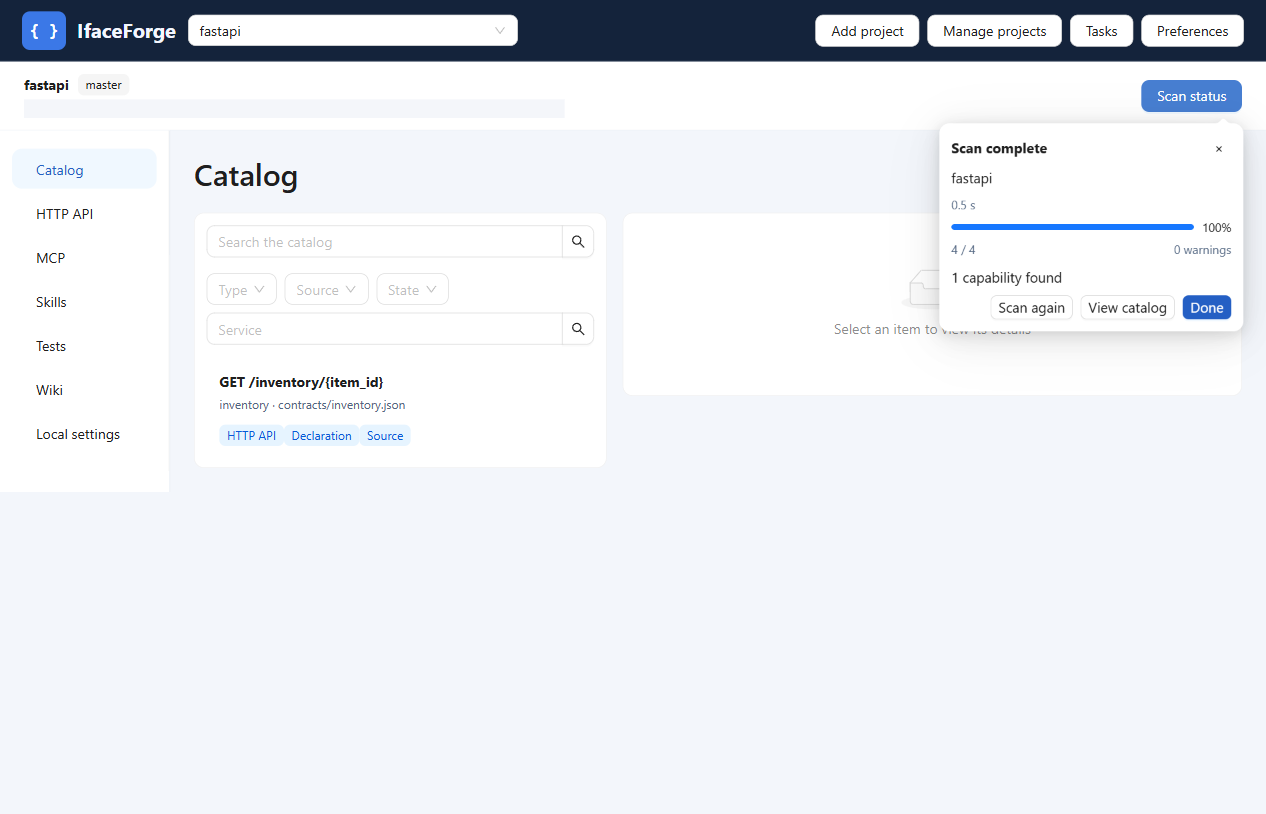 { } IfaceForge
fastapi
Add project
Manage projects
Tasks
Preferences
fastapi master
Scan status
Catalog
HTTP API
MCP
Skills
Tests
Wiki
Local settings
Catalog
Search the catalog
Type
Source
State
Service
GET /inventory/{item_id}
inventory · contracts/inventory.json
HTTP API Declaration Source
Select an item to view its details
Scan complete ×
fastapi
0.5 s
100%
4 / 4 0 warnings
1 capability found
Scan again View catalog Done